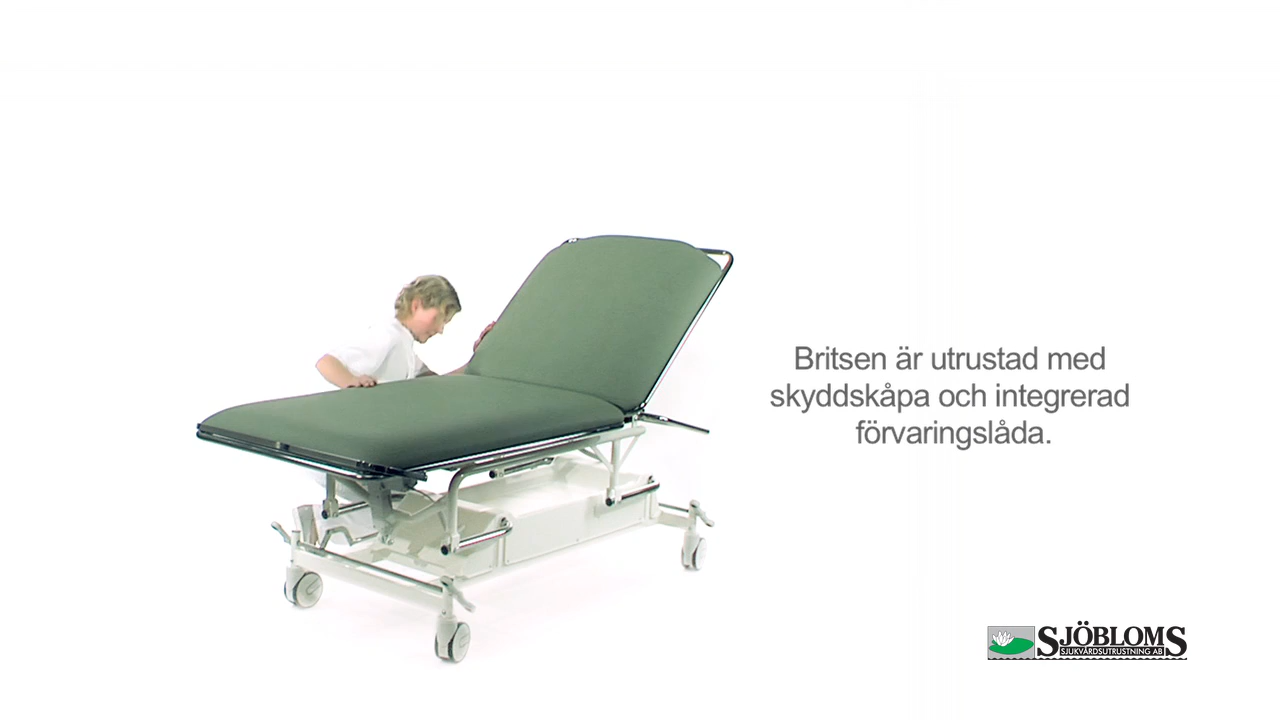 Britsen är utrustad med
skyddskåpa och integrerad
förvaringslåda.
SJÖBLOMS
SJUKVÅRDSUTRUSTNING AB